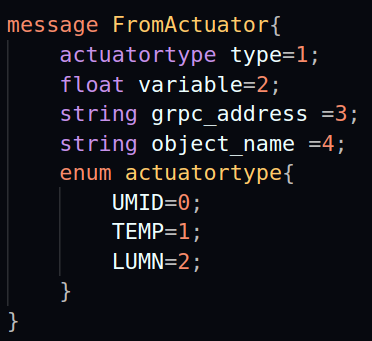 message FromActuator{
    actuatortype type=1;
    float variable=2;
    string grpc_address =3;
    string object_name =4;
    enum actuatortype{
        UMID=0;
        TEMP=1;
        LUMN=2;
    }
}